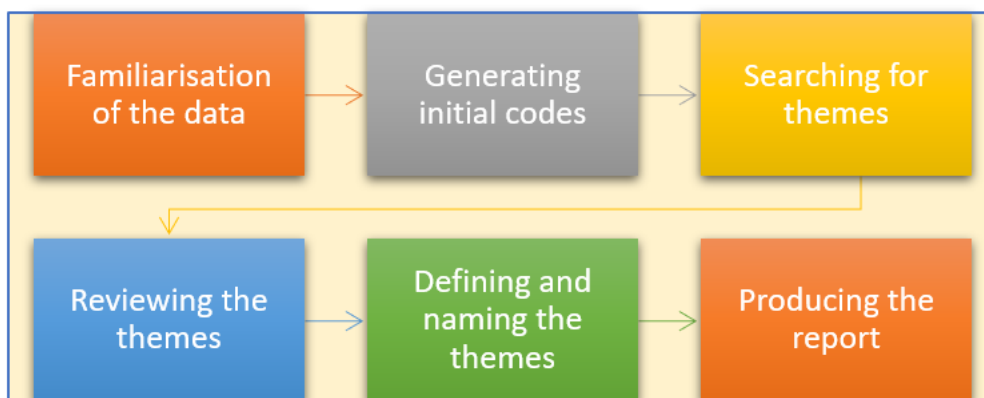 Familiarisation
of the data
Generating
initial codes
Searching for
themes
Reviewing the
themes
Defining and
naming the
themes
Producing the
report